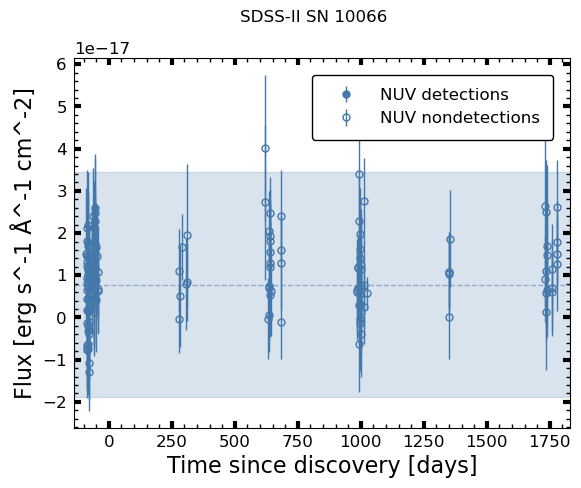 SDSS-II SN 10066
1e−17
NUV detections
NUV nondetections
6
5
4
3
2
1
0
−1
−2
Flux [erg s^-1 Å^-1 cm^-2]
0 250 500 750 1000 1250 1500 1750
Time since discovery [days]